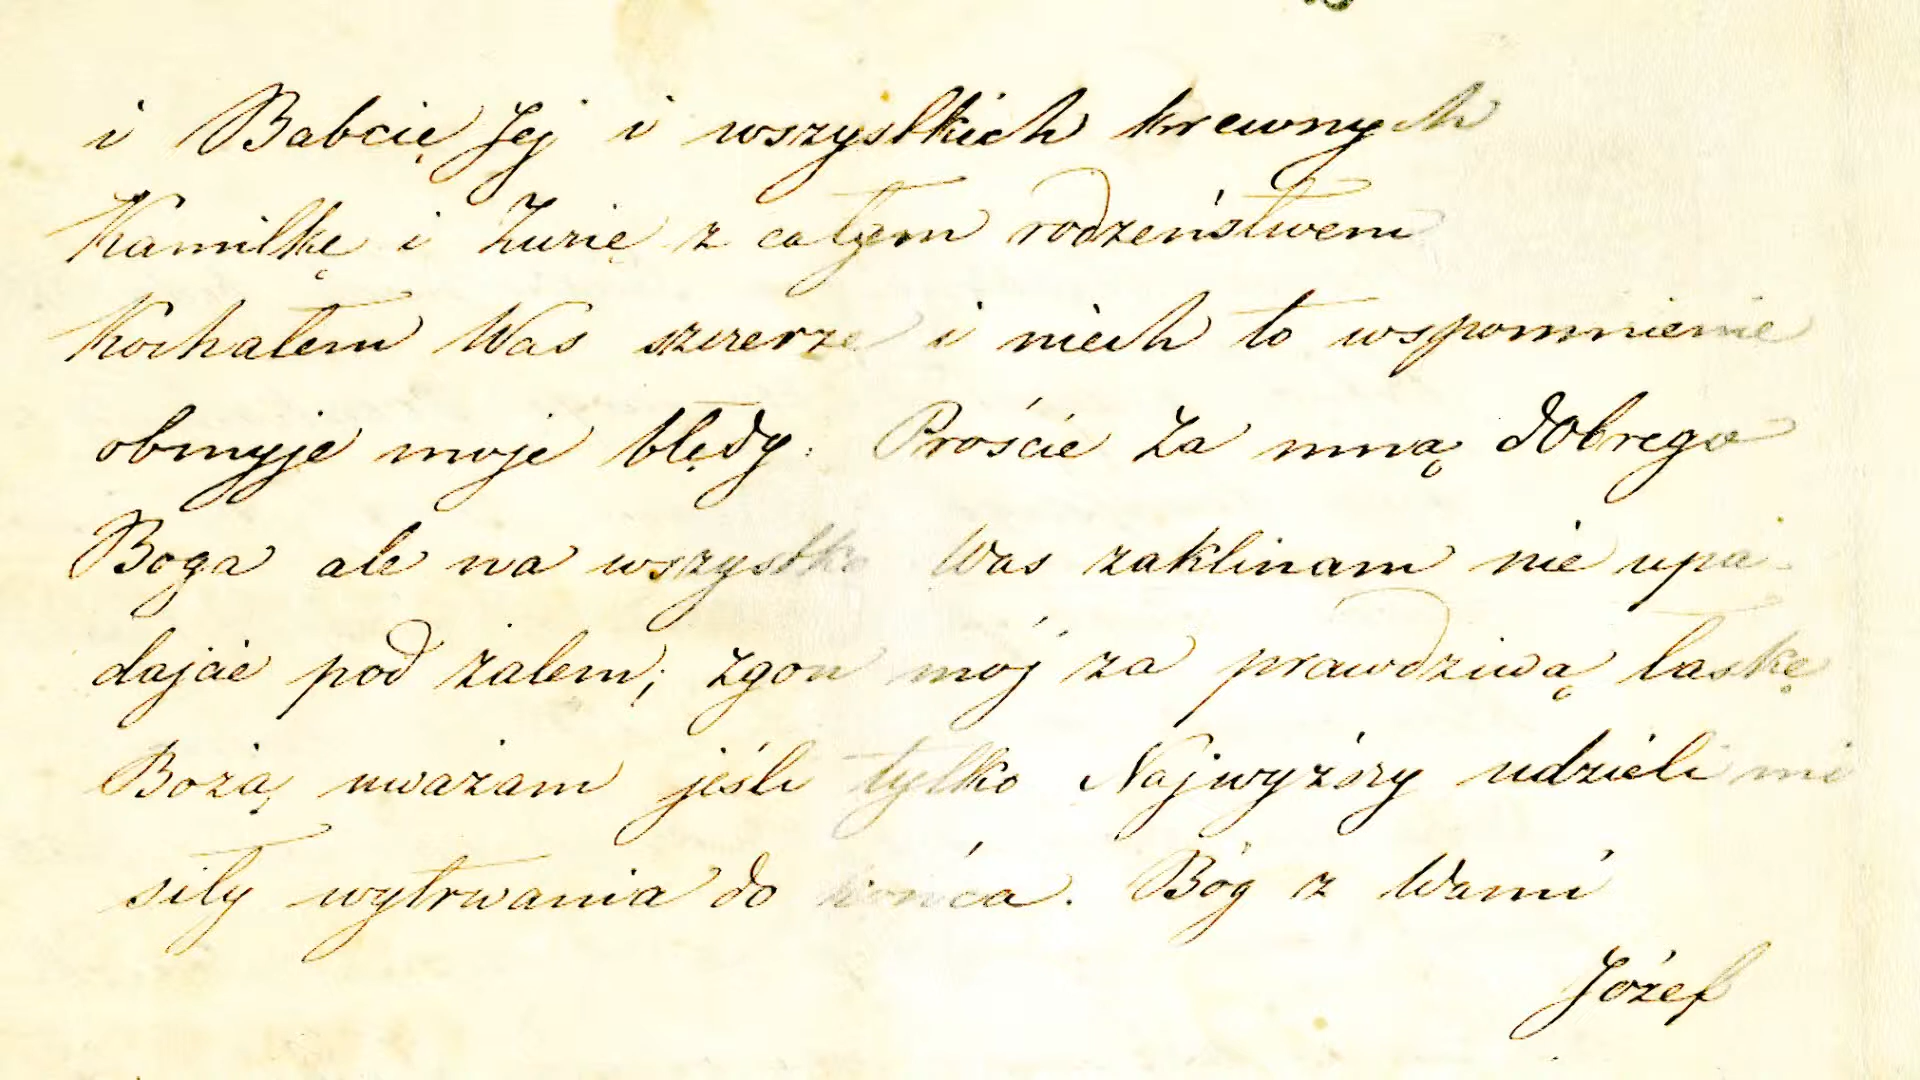 i Babcię Jej i wszystkich krewnych
Kamilkę i Zuzię z całym rodzeństwem
Kochałem Was szczerze i niech to wspomnienie
obmyje moje błędy. Proście za mną dobrego
Boga ale na wszystko Was zaklinam nie upa-
dajcie pod żalem; zgon mój za prawdziwą łaskę
Bożą uważam jeśli tylko Najwyższy udzieli mi
siły wytrwania do końca. Bóg z Wami
Józef